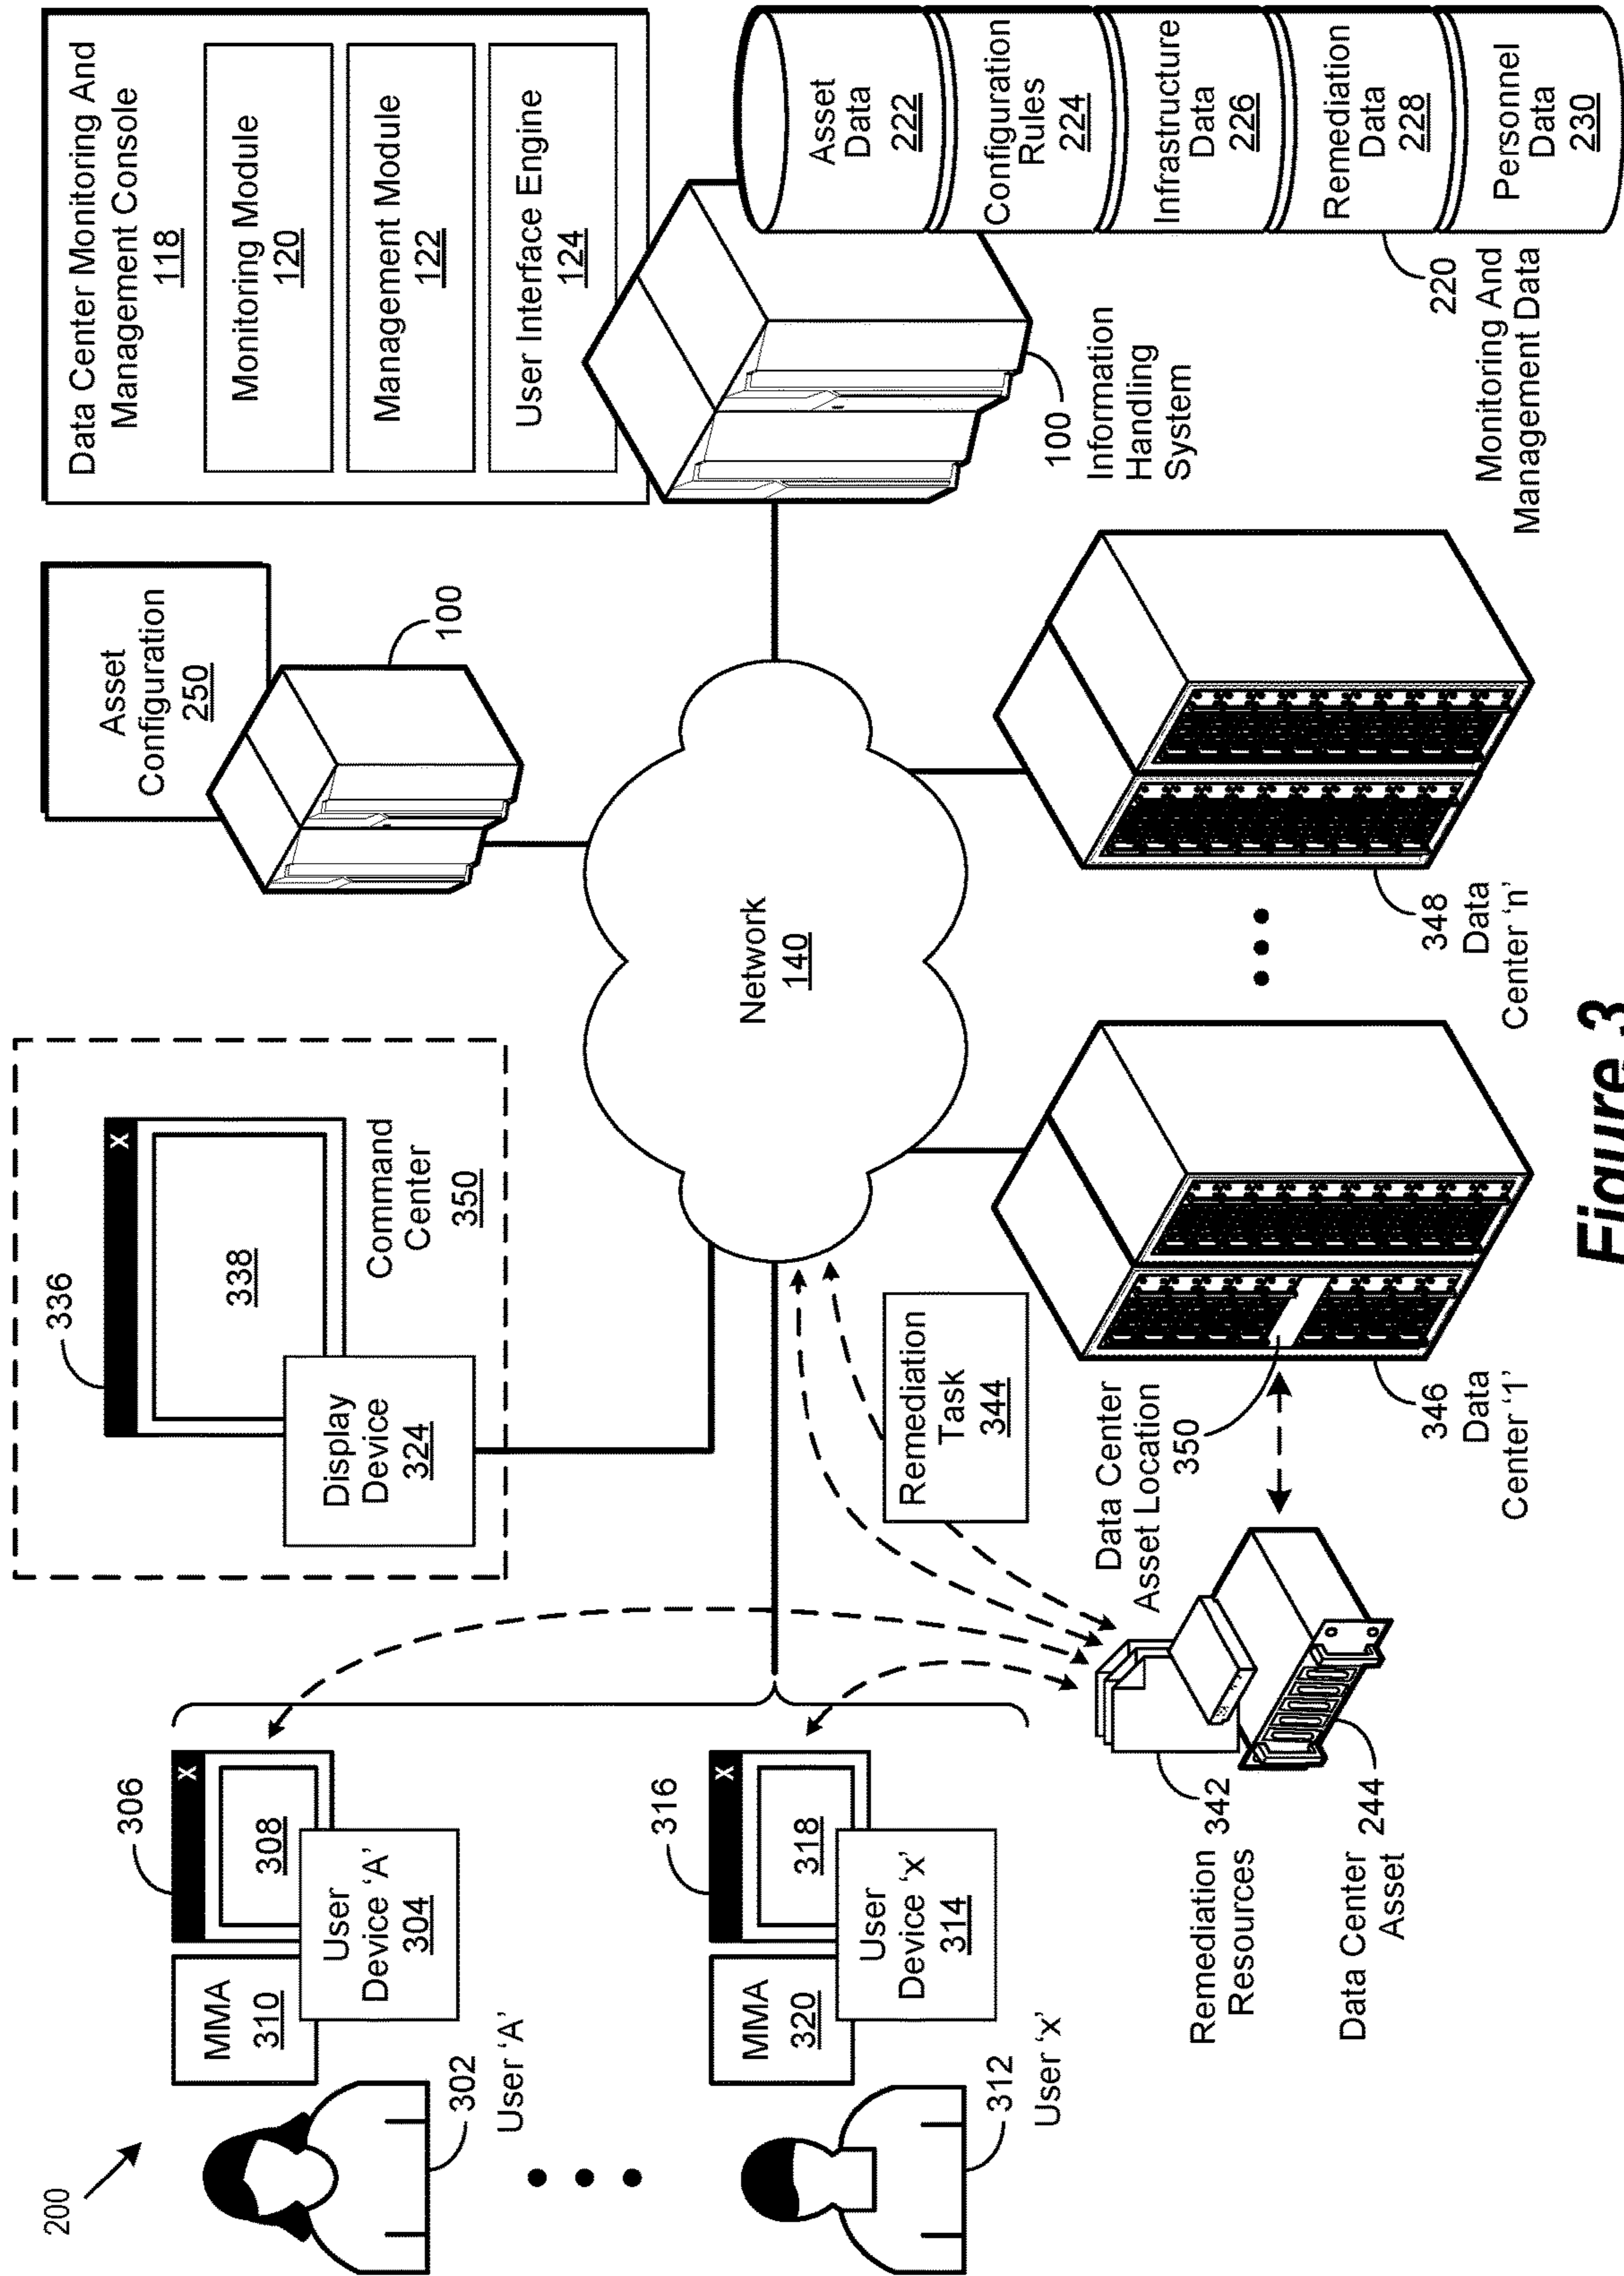 200
302
User ‘A’
MMA
310
306
X
308
User
Device ‘A’
304
312
User ‘x’
MMA
320
316
X
318
User
Device ‘x’
314
336
X
338
Display
Device
324
Command
Center
350
Asset
Configuration
250
100
Data Center Monitoring And
Management Console
118
Monitoring Module
120
Management Module
122
User Interface Engine
124
Network
140
100
Information
Handling
System
Asset
Data
222
Configuration
Rules
224
Infrastructure
Data
226
Remediation
Data
228
Personnel
Data
230
220
Monitoring And
Management Data
Remediation
Task
344
Data Center
Asset Location
350
Remediation
Resources
342
Data Center
Asset
244
346
Data
Center ‘1’
348
Data
Center ‘n’
Figure 3